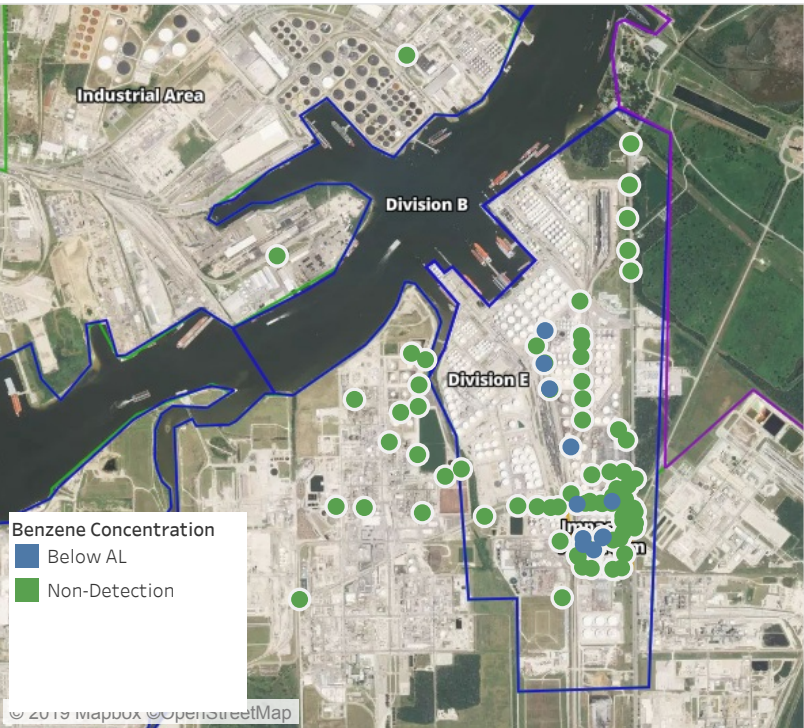 Industrial Area
Division B
Division E
Benzene Concentration
Below AL
Non-Detection
© 2019 Mapbox ©OpenStreetMap